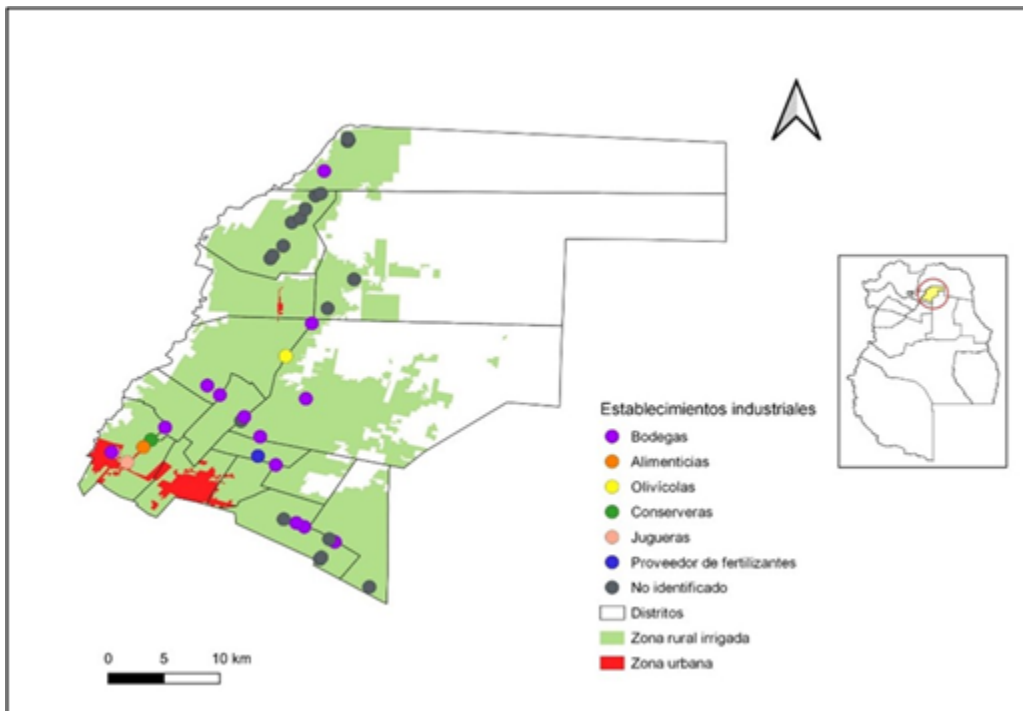 Establecimientos industriales
Bodegas
Alimenticias
Olivícolas
Conserveras
Jugueras
Proveedor de fertilizantes
No identificado
Distritos
Zona rural irrigada
Zona urbana
0 5 10 km